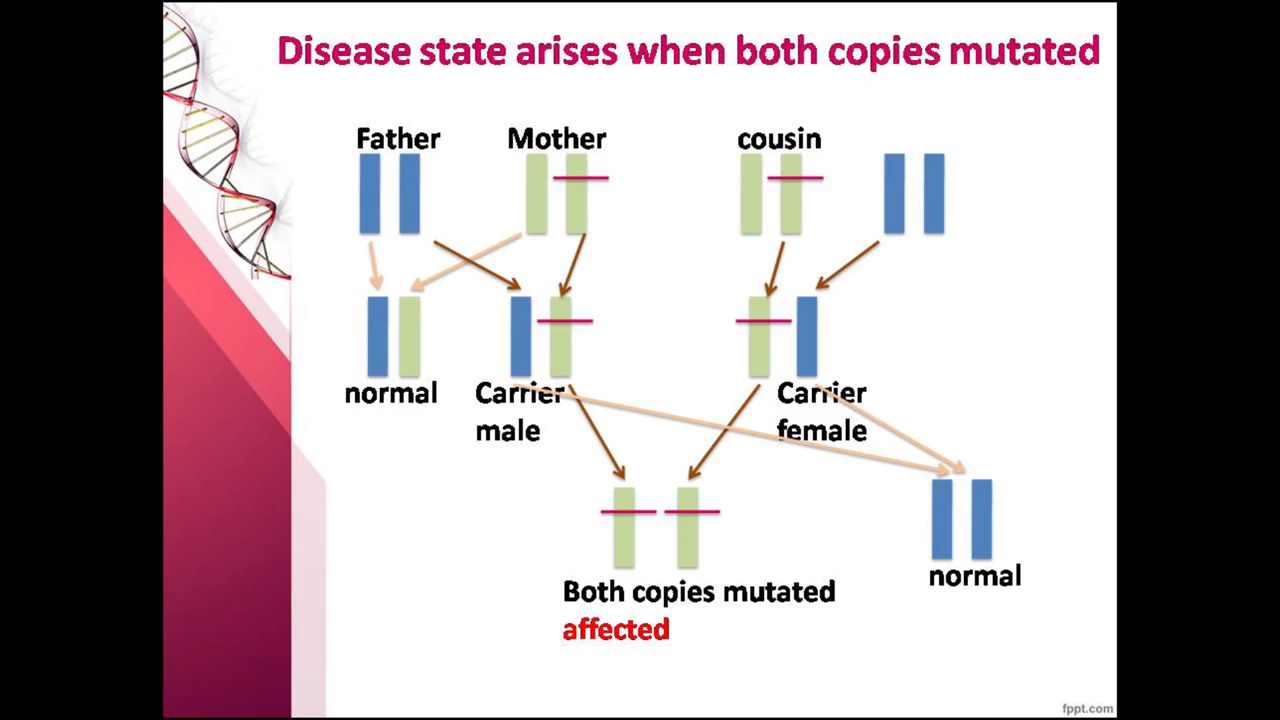 Disease state arises when both copies mutated
Father
Mother
cousin
normal
Carrier
male
Carrier
female
Both copies mutated
affected
normal
fppt.com